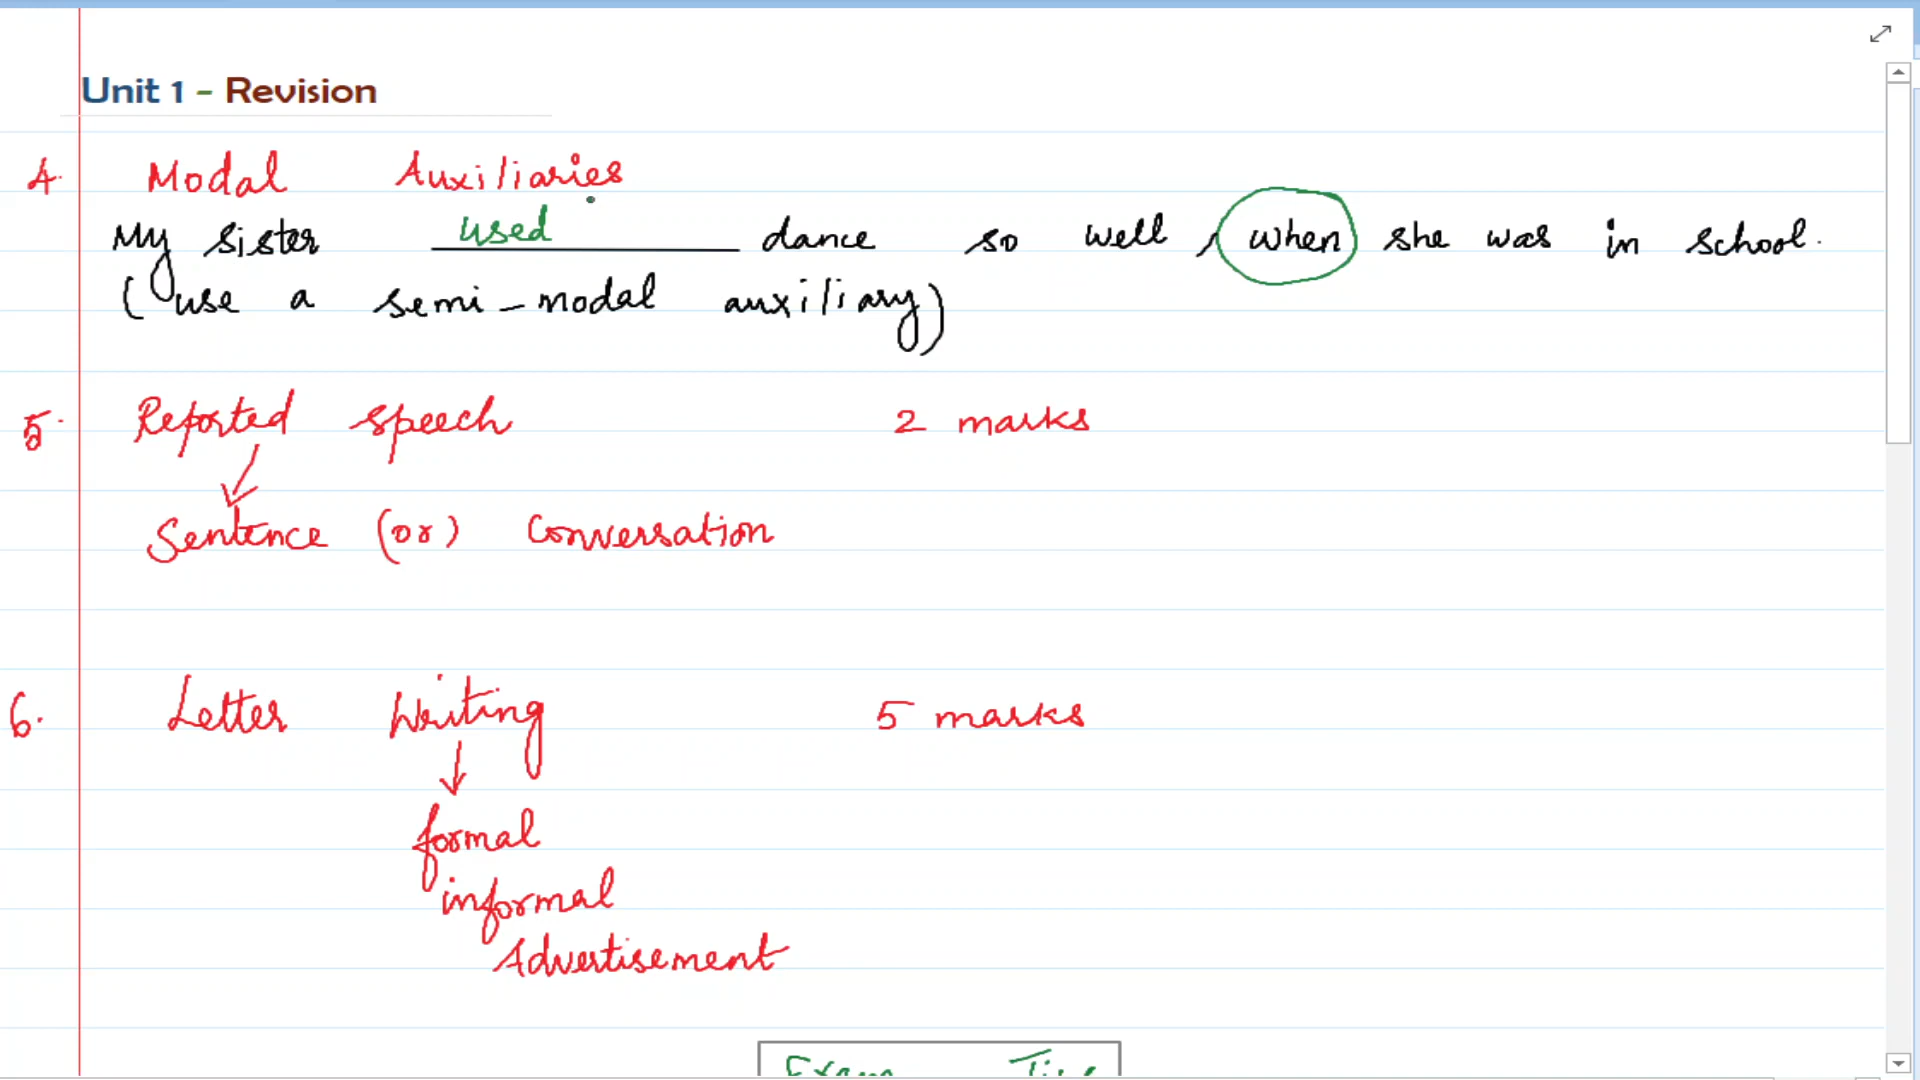 Unit 1 - Revision
4. Modal Auxiliaries
My sister used dance so well, when she was in school.
(use a semi-modal auxiliary)
5. Reported speech 2 marks
Sentence (or) Conversation
6. Letter Writing 5 marks
formal
informal
Advertisement
Exam